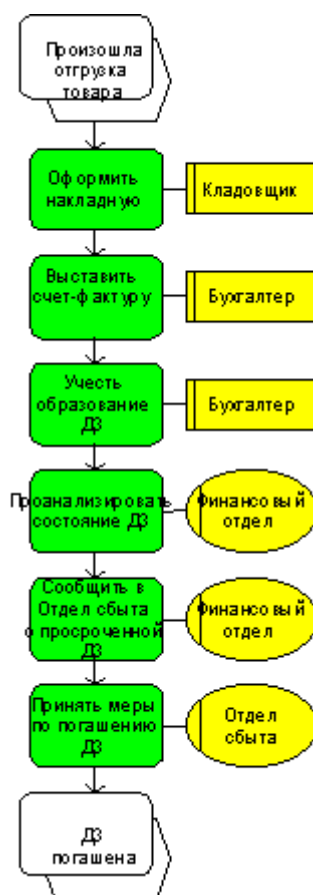 Произошла
отгрузка
товара
Оформить
накладную
Кладовщик
Выставить
счет-фактуру
Бухгалтер
Учесть
образование
ДЗ
Бухгалтер
Проанализировать
состояние ДЗ
Финансовый
отдел
Сообщить в
Отдел сбыта
о просроченной
ДЗ
Финансовый
отдел
Принять меры
по погашению
ДЗ
Отдел
сбыта
ДЗ
погашена